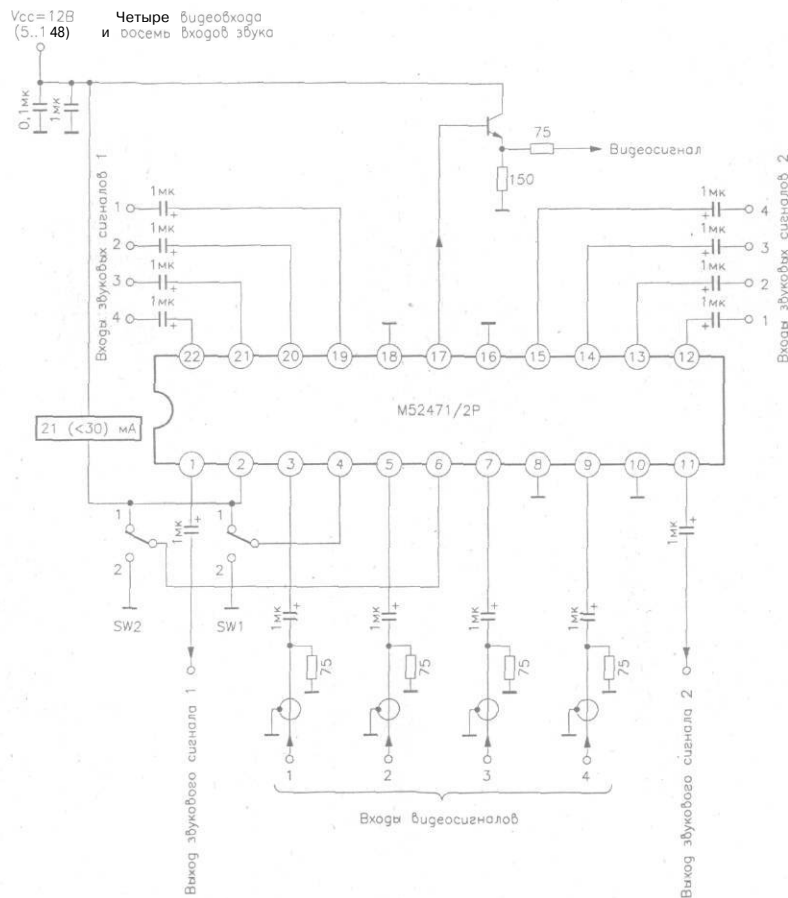 Vcc=12В
(5..148)
Четыре видеовхода
и восемь входов звука
0,1мк
1мк
75
Видеосигнал
150
Входы звуковых сигналов 1
1мк
1
1мк
2
1мк
3
1мк
4
Входы звуковых сигналов 2
1мк
4
1мк
3
1мк
2
1мк
1
22
21
20
19
18
17
16
15
14
13
12
M52471/2P
21 (<30) мА
1
2
3
4
5
6
7
8
9
10
11
1
2
SW2
1
2
SW1
1мк
1мк
1мк
1мк
1мк
1мк
75
75
75
75
1
2
3
4
Входы видеосигналов
Выход звукового сигнала 1
Выход звукового сигнала 2